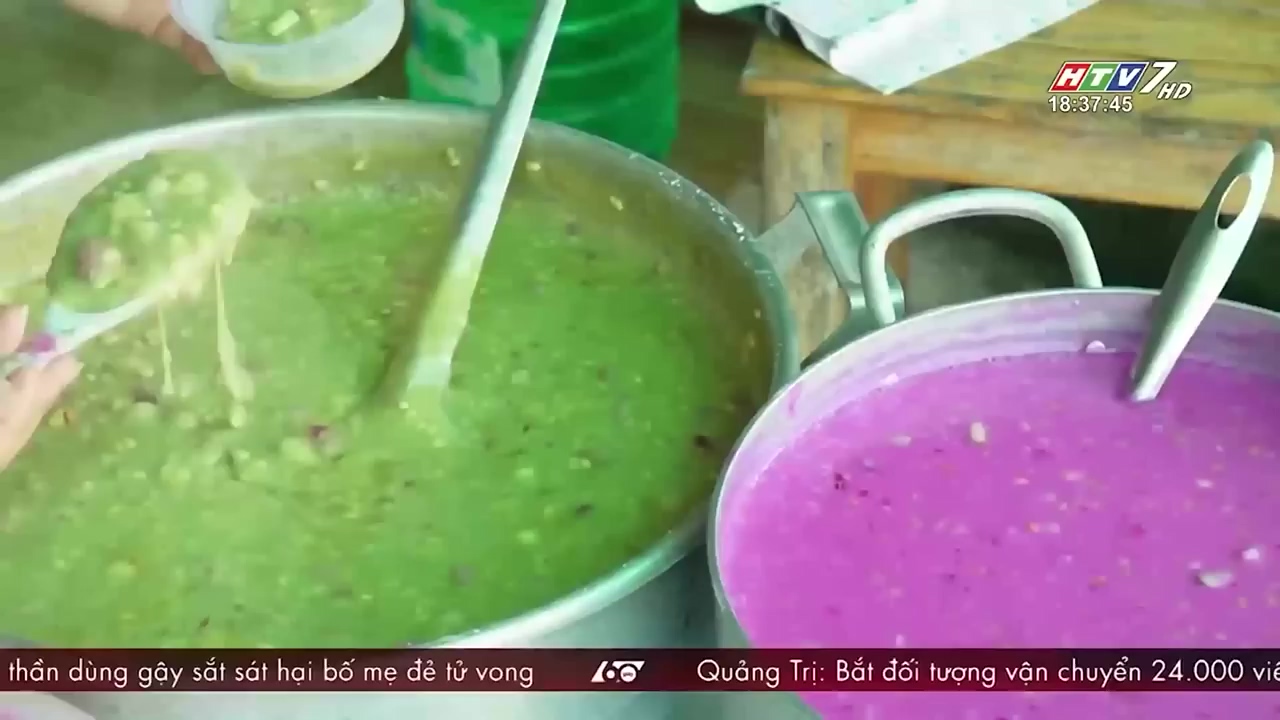 HTV7 HD
18:37:45
thần dùng gậy sắt sát hại bố mẹ đẻ tử vong 60 Quảng Trị: Bắt đối tượng vận chuyển 24.000